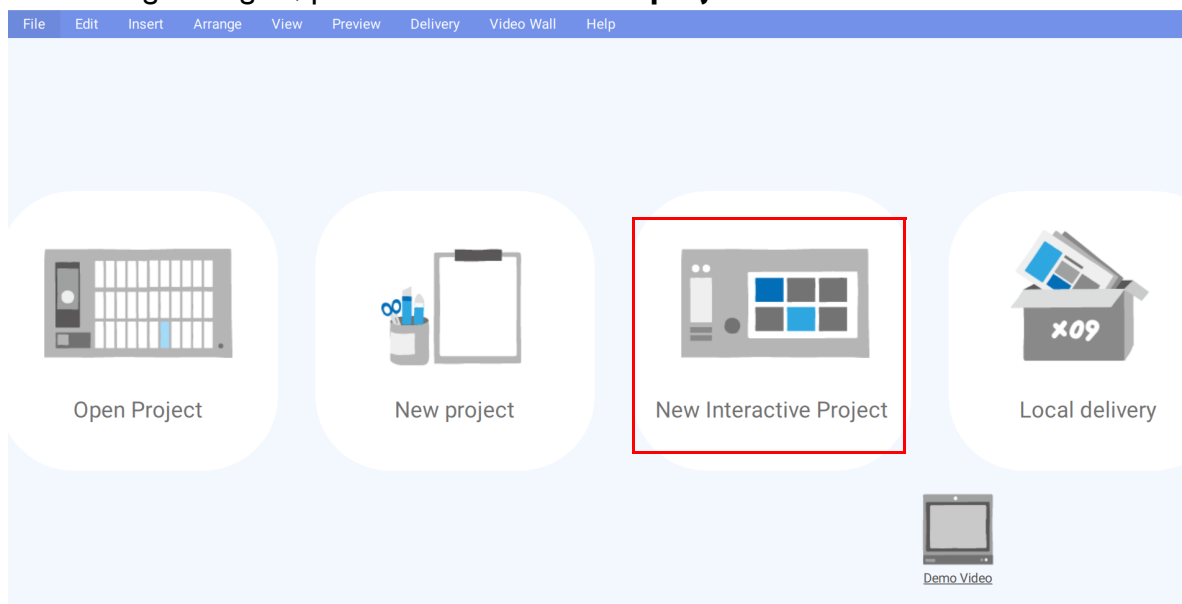 File Edit Insert Arrange View Preview Delivery Video Wall Help
x09
Open Project New project New Interactive Project Local delivery
Demo Video